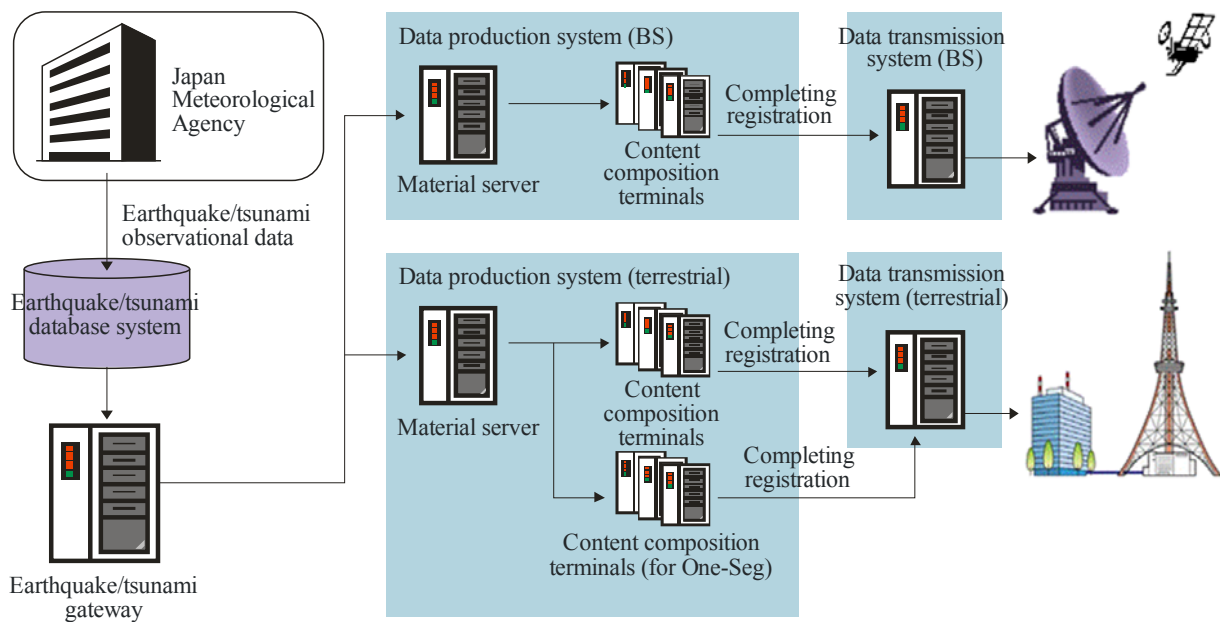 Japan
Meteorological
Agency
Earthquake/tsunami
observational data
Earthquake/tsunami
database system
Earthquake/tsunami
gateway
Data production system (BS)
Material server
Content
composition
terminals
Completing
registration
Data transmission
system (BS)
Data production system (terrestrial)
Material server
Content
composition
terminals
Completing
registration
Content composition
terminals (for One-Seg)
Completing
registration
Data transmission
system (terrestrial)